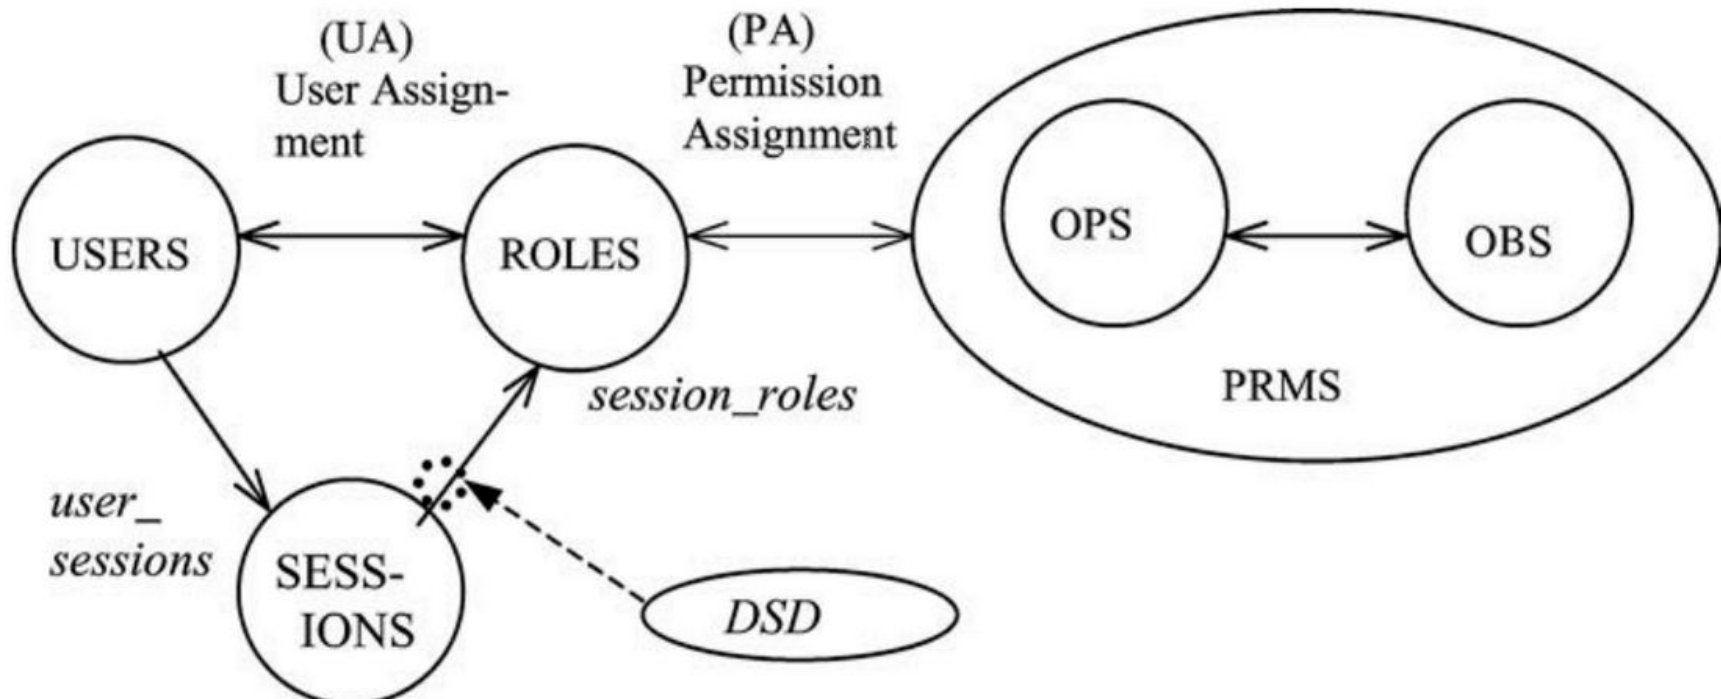 (UA)
User Assign-
ment
(PA)
Permission
Assignment
USERS
ROLES
OPS
OBS
PRMS
session_roles
user_
sessions
SESS-
IONS
DSD